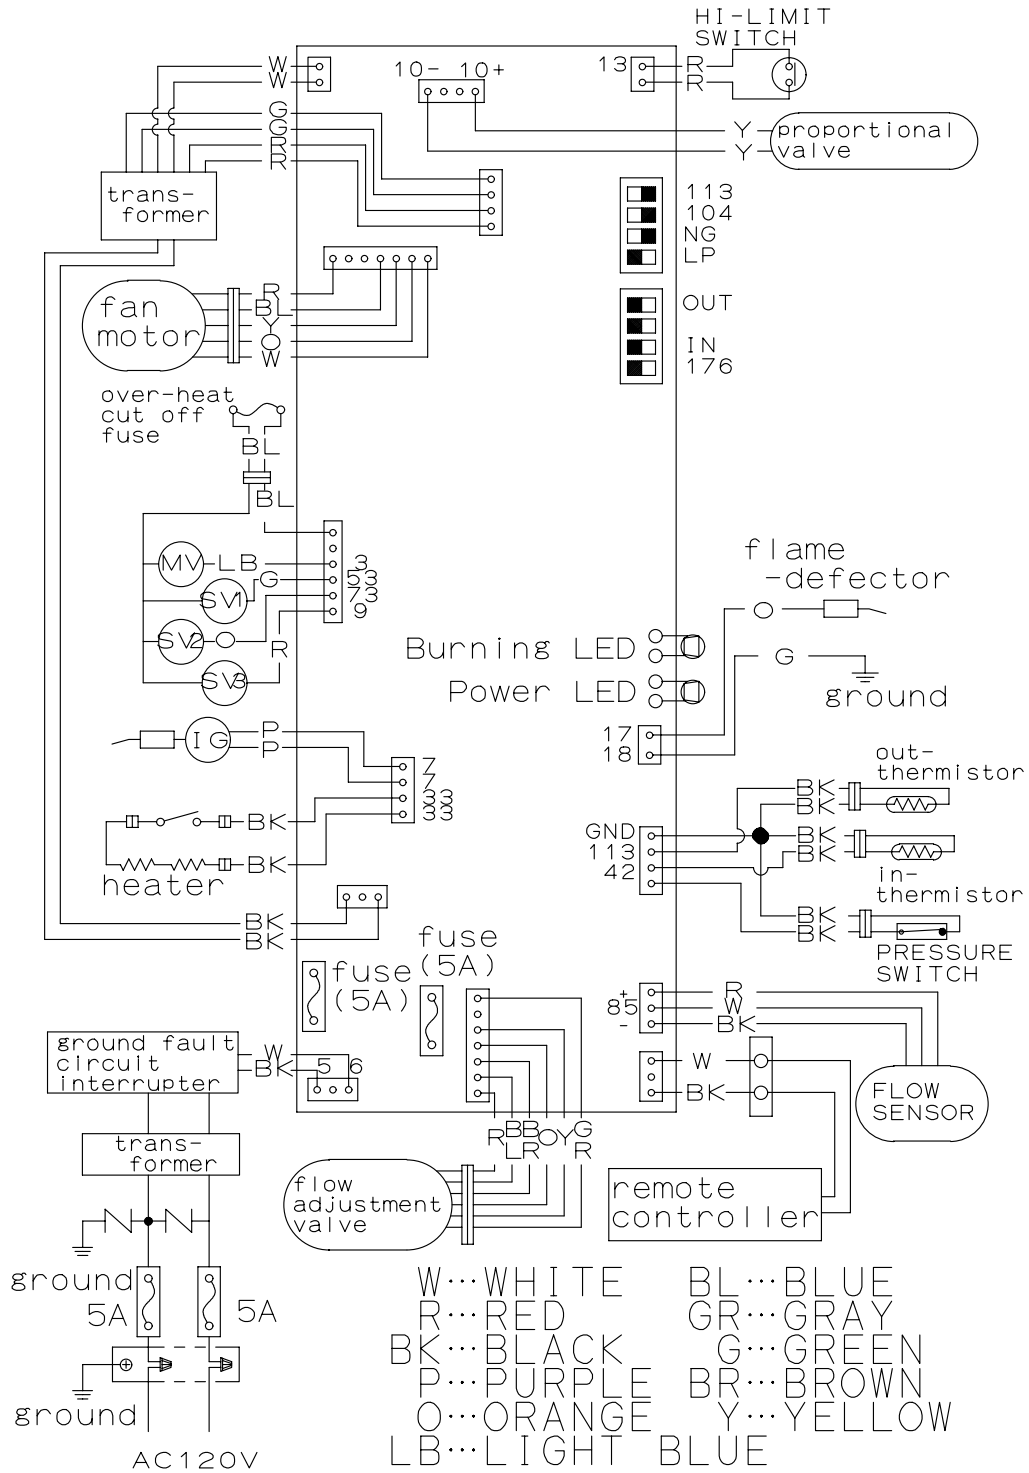 HI-LIMIT
SWITCH
W
W
10- 10+
13
R
R
G
G
R
R
Y
Y
proportional
valve
trans-
former
113
104
NG
LP
OUT
IN
176
fan
motor
R
BL
Y
O
W
over-heat
cut off
fuse
BL
BL
MV
LB
3
G
53
SV1
73
9
SV2
O
R
SV3
flame
-defector
O
Burning LED
G
Power LED
ground
IG
P
P
17
18
7
7
33
33
out-
thermistor
BK
BK
BK
BK
heater
GND
113
42
BK
BK
in-
thermistor
BK
BK
BK
BK
PRESSURE
SWITCH
fuse
(5A)
fuse
(5A)
+
85
-
R
W
BK
ground fault
circuit
interrupter
W
BK
5 6
W
BK
FLOW
SENSOR
trans-
former
R
BL
BR
O
Y
GR
flow
adjustment
valve
remote
controller
ground
5A
5A
ground
AC120V
W···WHITE BL···BLUE
R···RED GR···GRAY
BK···BLACK G···GREEN
P···PURPLE BR···BROWN
O···ORANGE Y···YELLOW
LB···LIGHT BLUE